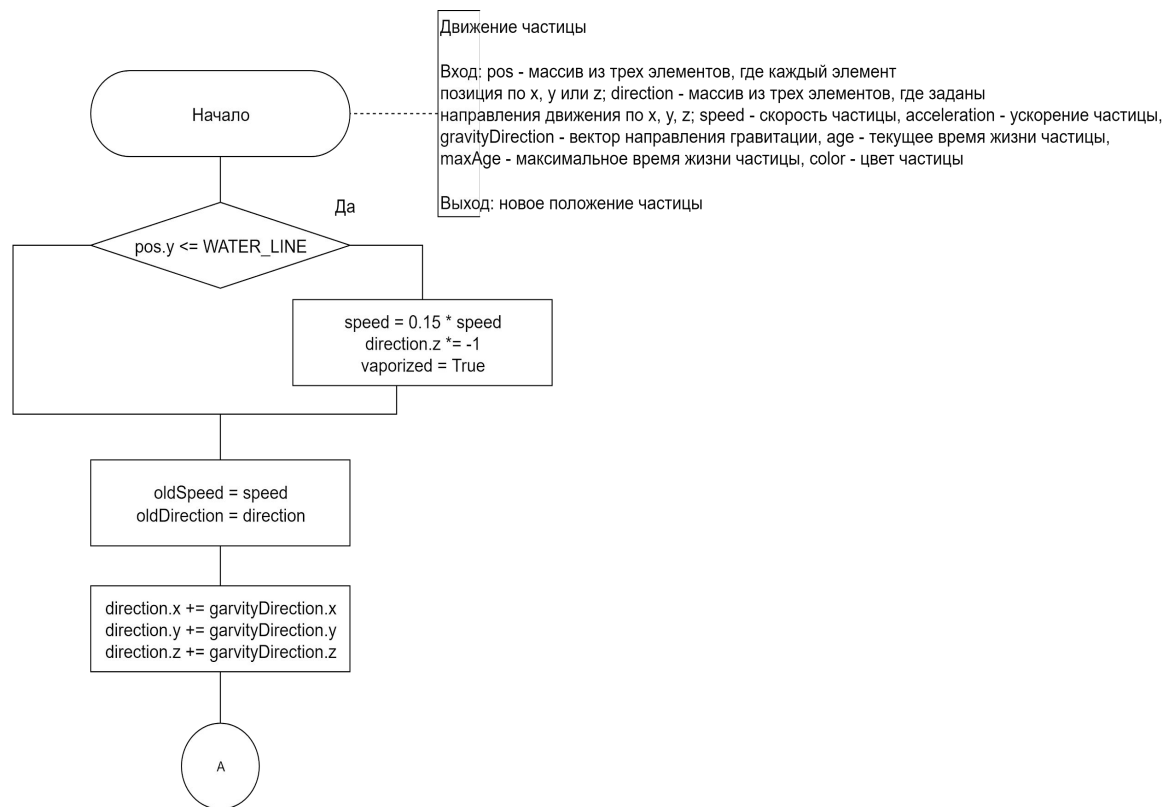 Движение частицы
Вход: pos - массив из трех элементов, где каждый элемент
позиция по x, y или z; direction - массив из трех элементов, где заданы
направления движения по x, y, z; speed - скорость частицы, acceleration - ускорение частицы,
gravityDirection - вектор направления гравитации, age - текущее время жизни частицы,
maxAge - максимальное время жизни частицы, color - цвет частицы
Выход: новое положение частицы
Начало
Да
pos.y <= WATER_LINE
speed = 0.15 * speed
direction.z *= -1
vaporized = True
oldSpeed = speed
oldDirection = direction
direction.x += garvityDirection.x
direction.y += garvityDirection.y
direction.z += garvityDirection.z
A